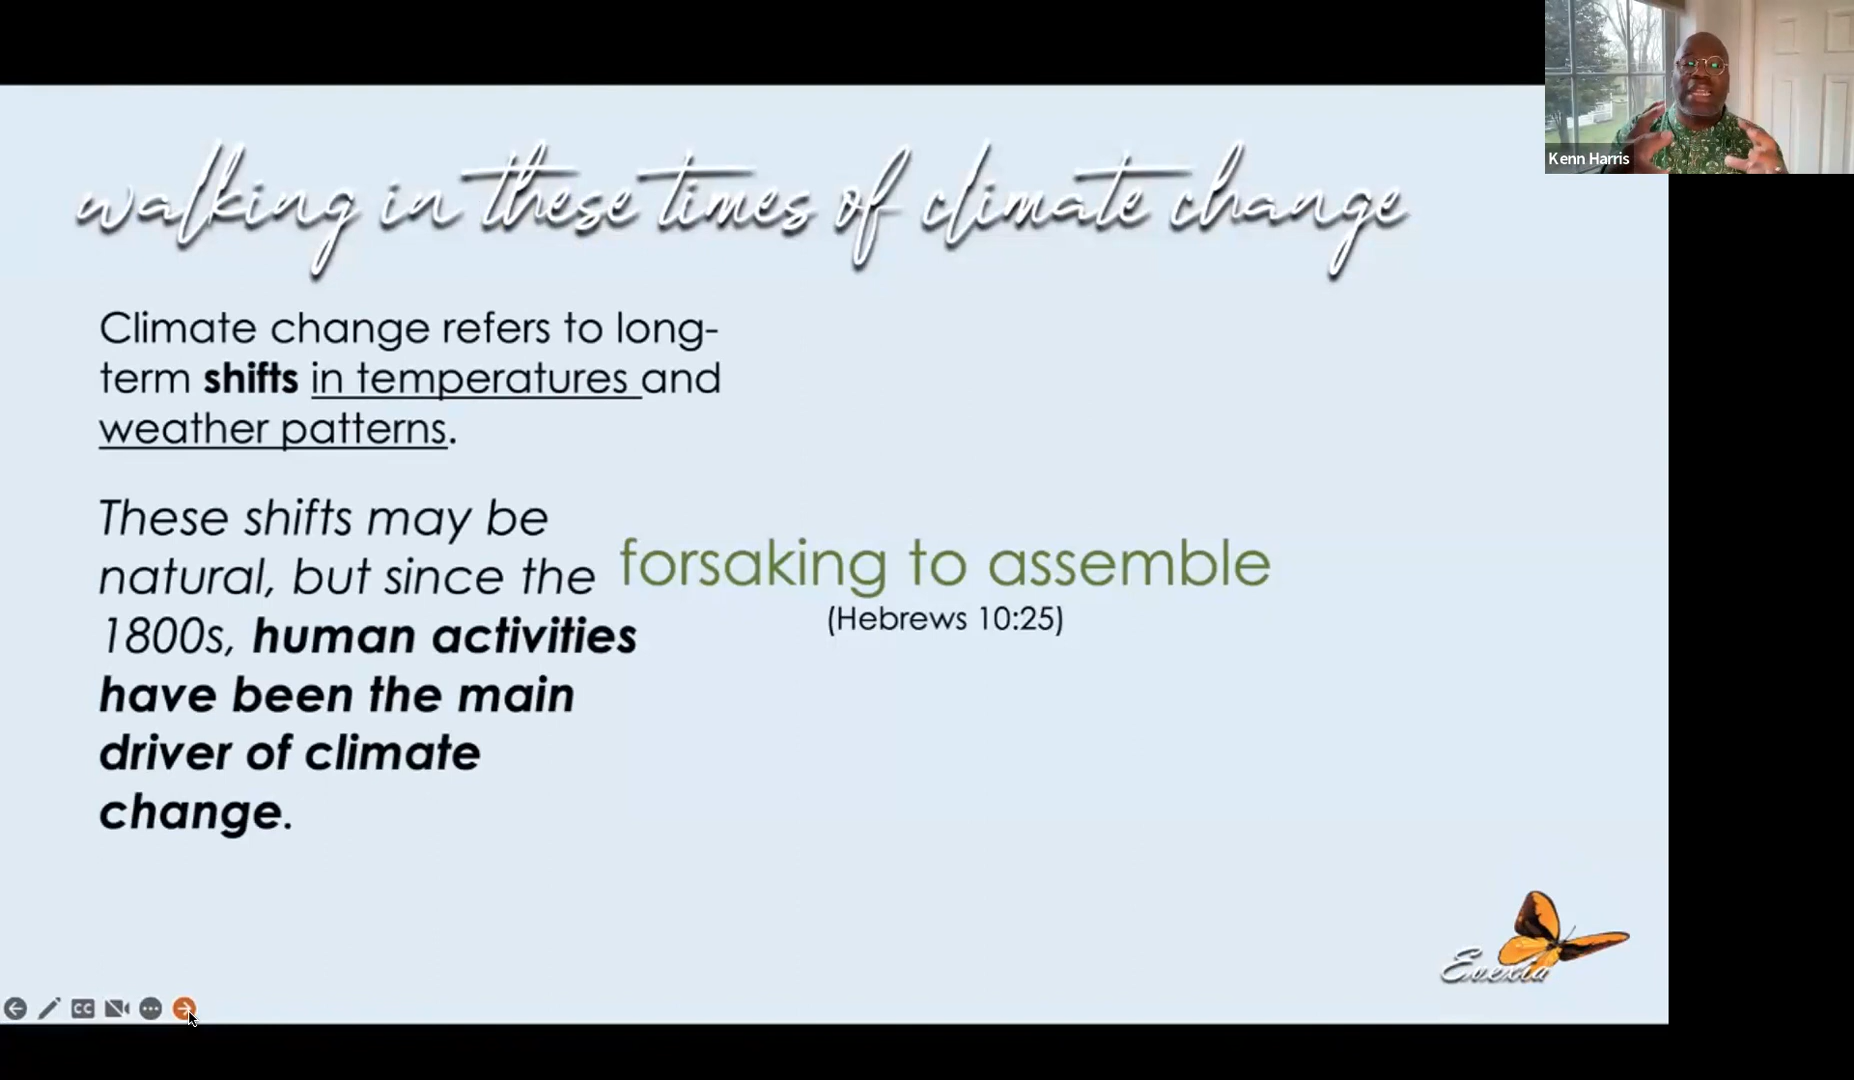 Kenn Harris
walking in these times of climate change
Climate change refers to long-
term shifts in temperatures and
weather patterns.
These shifts may be
natural, but since the
1800s, human activities
have been the main
driver of climate
change.
forsaking to assemble
(Hebrews 10:25)
Evexia
CC